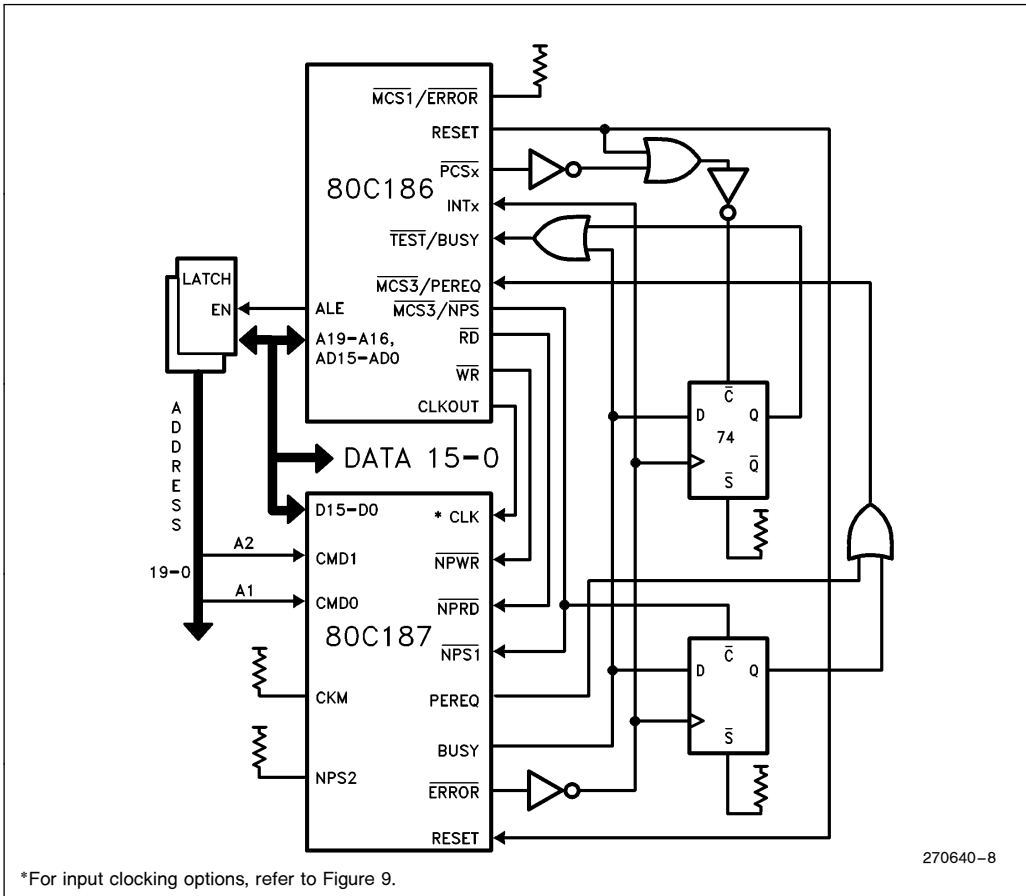 MCS1/ERROR
RESET
PCSx
80C186
INTx
TEST/BUSY
MCS3/PEREQ
MCS3/NPS
LATCH
EN
ALE
A19-A16,
AD15-AD0
RD
WR
CLKOUT
C
D
Q
74
Q
S
ADDRESS
19-0
DATA 15-0
D15-D0
* CLK
A2
CMD1
NPWR
A1
CMD0
NPRD
80C187
NPS1
C
D
Q
S
CKM
PEREQ
BUSY
NPS2
ERROR
RESET
270640-8
*For input clocking options, refer to Figure 9.